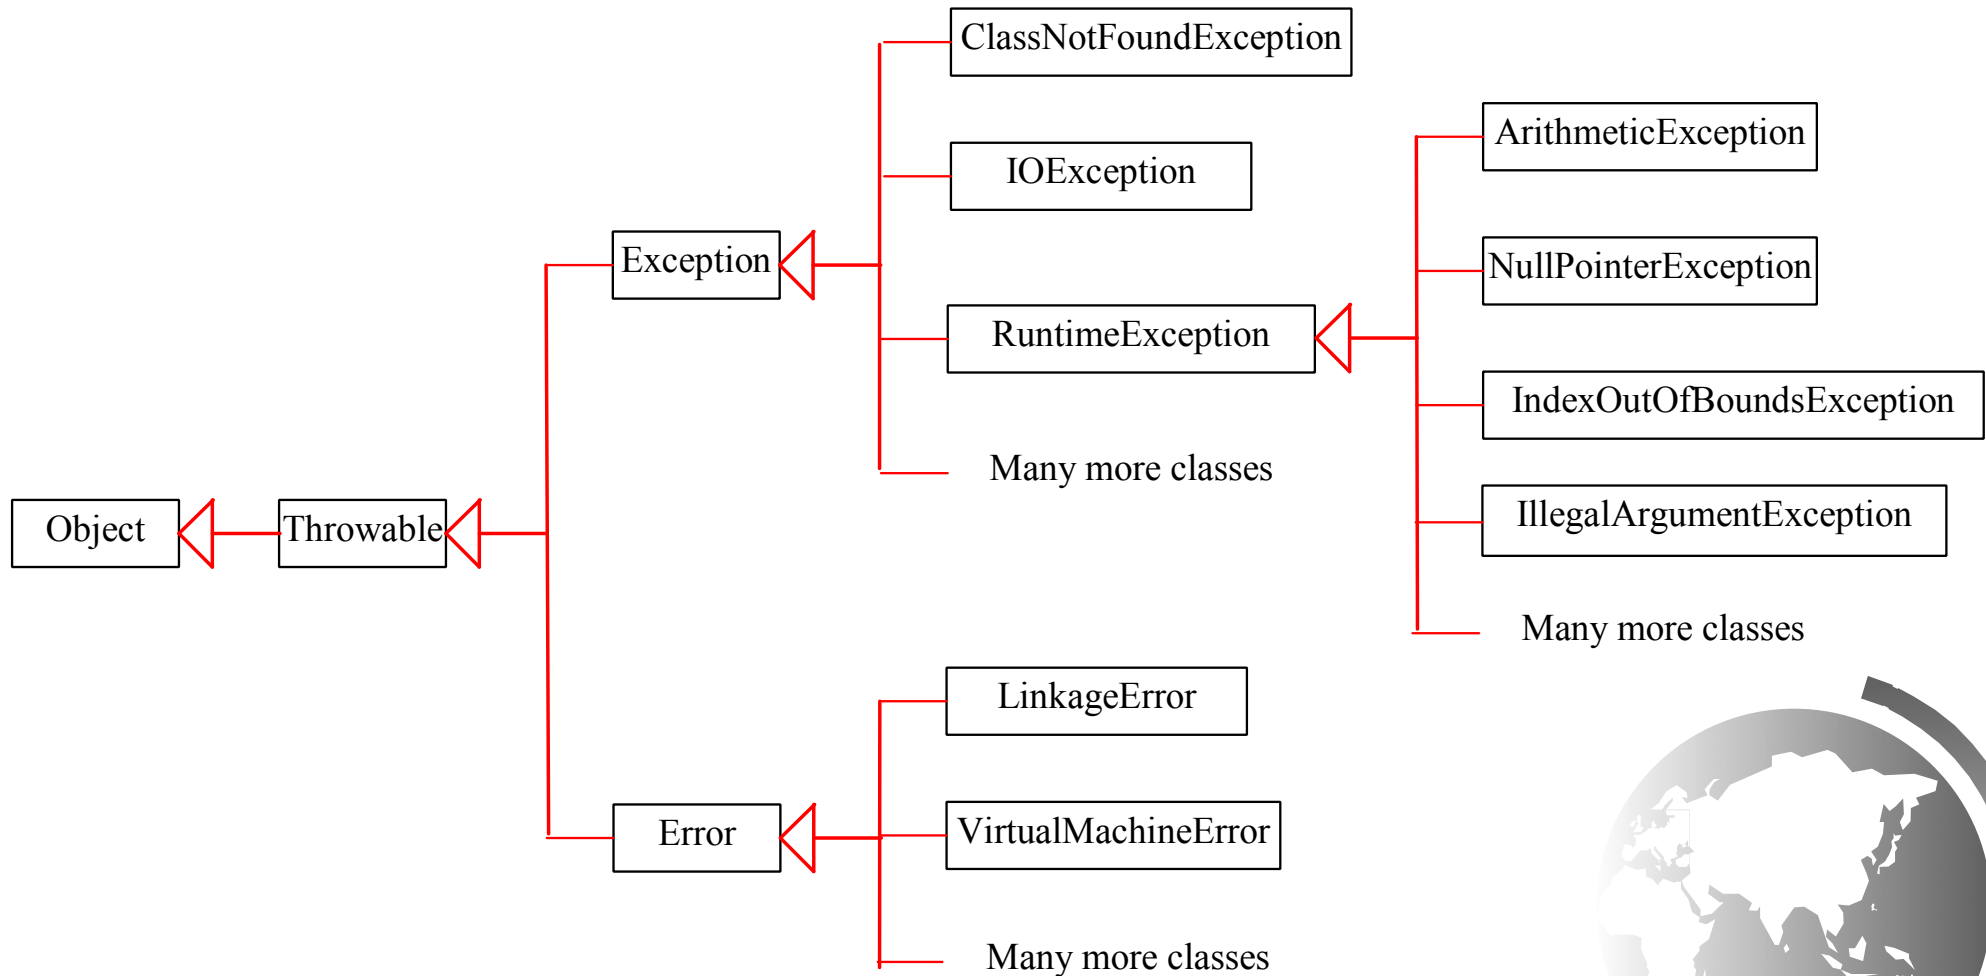 ClassNotFoundException
ArithmeticException
IOException
Exception
NullPointerException
RuntimeException
IndexOutOfBoundsException
Many more classes
Object
Throwable
IllegalArgumentException
Many more classes
LinkageError
Error
VirtualMachineError
Many more classes